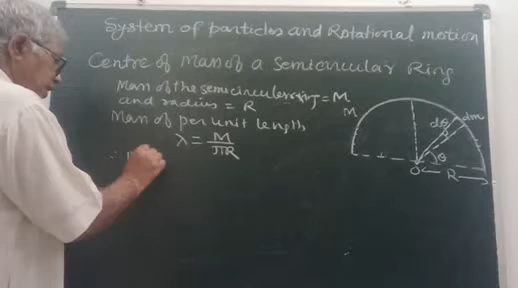 System of particles and Rotational motion
Centre of Mass of a Semicircular Ring
Mass of the semicircular ring = M
and radius = R
Mass of per unit length
λ = M/πR
∴
M
dθ
dm
θ
O
R